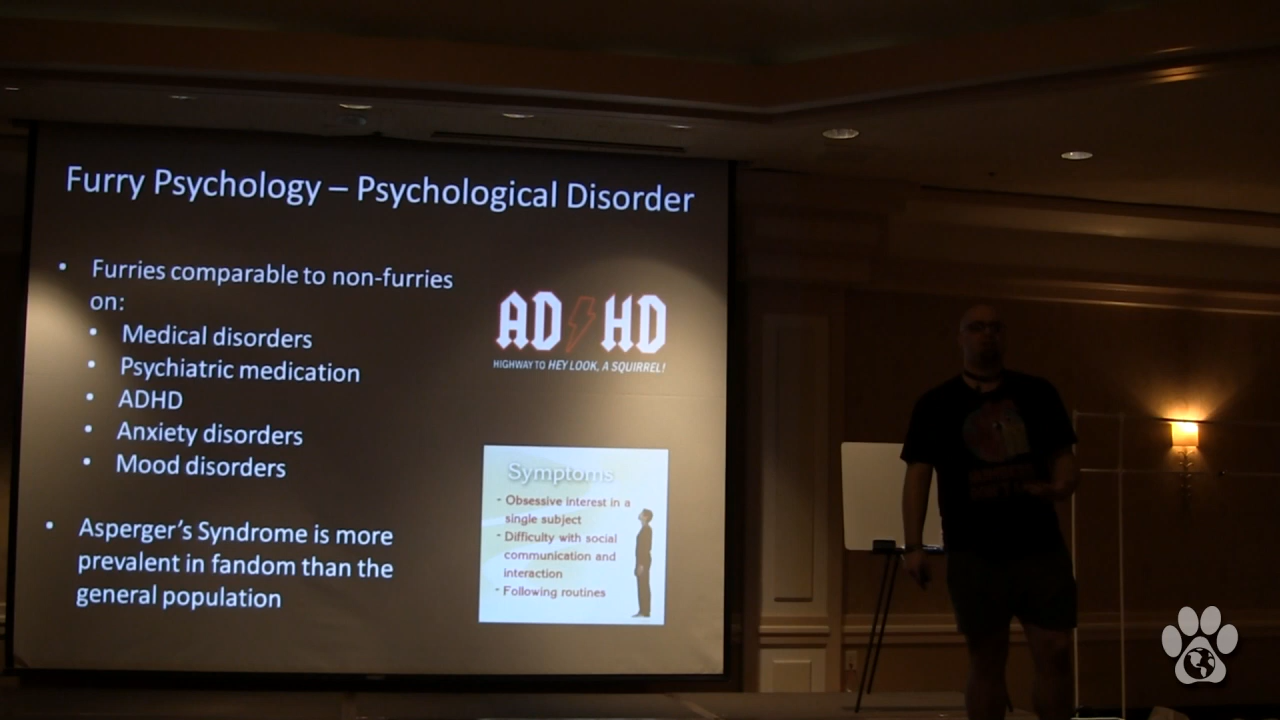 Furry Psychology – Psychological Disorder
• Furries comparable to non-furries
on:
• Medical disorders
• Psychiatric medication
• ADHD
• Anxiety disorders
• Mood disorders
• Asperger's Syndrome is more
prevalent in fandom than the
general population
AD HD
HIGHWAY TO HEY LOOK, A SQUIRREL!
Symptoms
- Obsessive interest in a
single subject
- Difficulty with social
communication and
interaction
- Following routines